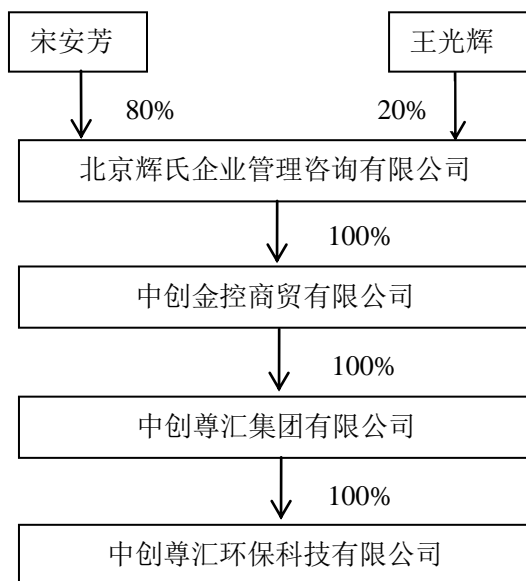 宋安芳
王光辉
80%
20%
北京辉氏企业管理咨询有限公司
100%
中创金控商贸有限公司
100%
中创尊汇集团有限公司
100%
中创尊汇环保科技有限公司